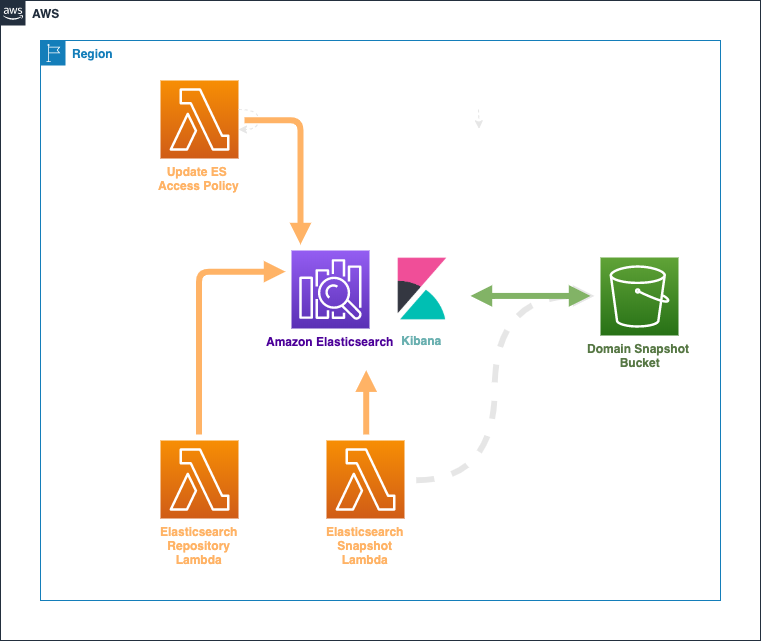 aws
AWS
Region
Update ES
Access Policy
Amazon Elasticsearch
Kibana
Domain Snapshot
Bucket
Elasticsearch
Repository
Lambda
Elasticsearch
Snapshot
Lambda